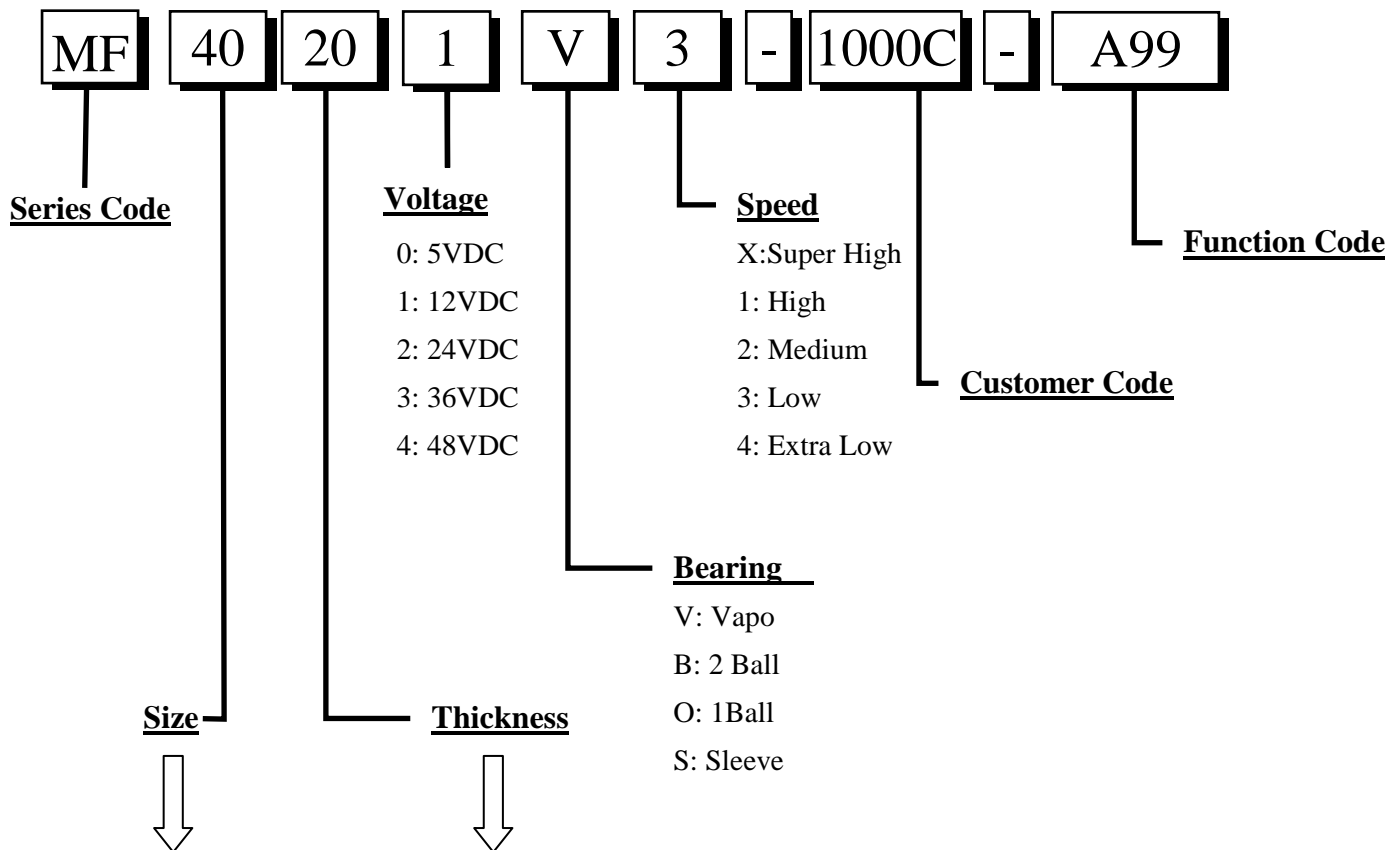 MF 40 20 1 V 3 - 1000C - A99
Series Code
Voltage
0: 5VDC
1: 12VDC
2: 24VDC
3: 36VDC
4: 48VDC
Speed
X:Super High
1: High
2: Medium
3: Low
4: Extra Low
Function Code
Customer Code
Bearing
V: Vapo
B: 2 Ball
O: 1Ball
S: Sleeve
Size
Thickness